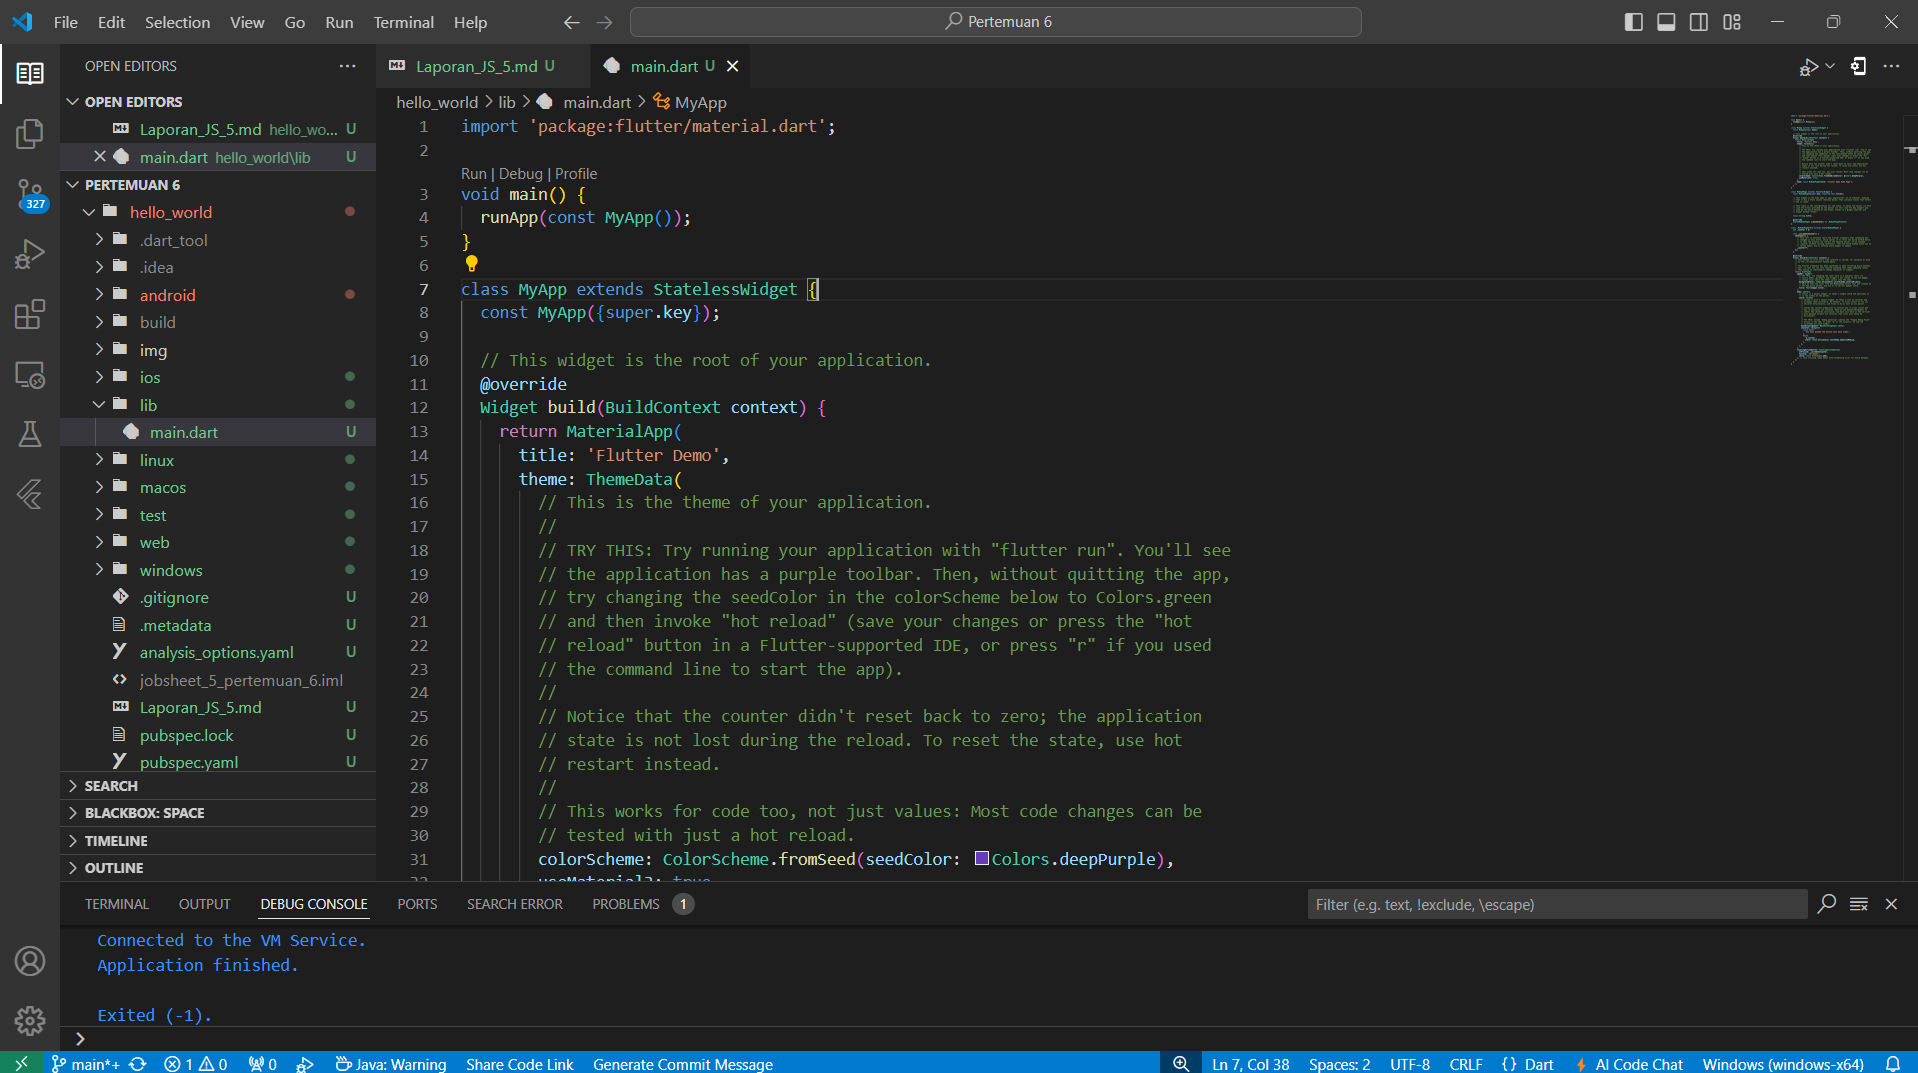 File Edit Selection View Go Run Terminal Help
Pertemuan 6
OPEN EDITORS
Laporan_JS_5.md U
main.dart U
hello_world > lib > main.dart > MyApp
OPEN EDITORS
Laporan_JS_5.md hello_wo... U
main.dart hello_world\lib U
PERTEMUAN 6
327
hello_world
.dart_tool
.idea
android
build
img
ios
lib
main.dart U
linux
macos
test
web
windows
.gitignore U
.metadata U
analysis_options.yaml U
jobsheet_5_pertemuan_6.iml
Laporan_JS_5.md U
pubspec.lock U
pubspec.yaml U
SEARCH
BLACKBOX: SPACE
TIMELINE
OUTLINE
1 import 'package:flutter/material.dart';
2
Run | Debug | Profile
3 void main() {
4 runApp(const MyApp());
5 }
6
7 class MyApp extends StatelessWidget {
8 const MyApp({super.key});
9
10 // This widget is the root of your application.
11 @override
12 Widget build(BuildContext context) {
13 return MaterialApp(
14 title: 'Flutter Demo',
15 theme: ThemeData(
16 // This is the theme of your application.
17 //
18 // TRY THIS: Try running your application with "flutter run". You'll see
19 // the application has a purple toolbar. Then, without quitting the app,
20 // try changing the seedColor in the colorScheme below to Colors.green
21 // and then invoke "hot reload" (save your changes or press the "hot
22 // reload" button in a Flutter-supported IDE, or press "r" if you used
23 // the command line to start the app).
24 //
25 // Notice that the counter didn't reset back to zero; the application
26 // state is not lost during the reload. To reset the state, use hot
27 // restart instead.
28 //
29 // This works for code too, not just values: Most code changes can be
30 // tested with just a hot reload.
31 colorScheme: ColorScheme.fromSeed(seedColor: Colors.deepPurple),
32 useMaterial3: true
TERMINAL OUTPUT DEBUG CONSOLE PORTS SEARCH ERROR PROBLEMS 1
Filter (e.g. text, !exclude, \escape)
Connected to the VM Service.
Application finished.
Exited (-1).
main*+ 1 0 0 Java: Warning Share Code Link Generate Commit Message
Ln 7, Col 38 Spaces: 2 UTF-8 CRLF {} Dart AI Code Chat Windows (windows-x64)